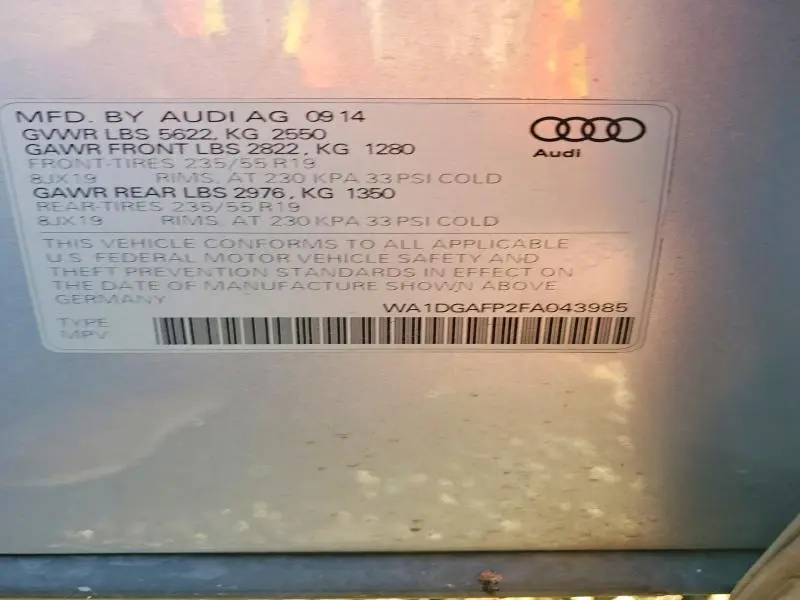 MFD. BY AUDI AG 09 14
GVWR LBS 5622, KG 2550
GAWR FRONT LBS 2822, KG 1280
FRONT-TIRES 235/55 R19
8JX19 RIMS, AT 230 KPA 33 PSI COLD
GAWR REAR LBS 2976, KG 1350
REAR-TIRES 235/55 R19
8JX19 RIMS, AT 230 KPA 33 PSI COLD
Audi
THIS VEHICLE CONFORMS TO ALL APPLICABLE
U.S. FEDERAL MOTOR VEHICLE SAFETY AND
THEFT PREVENTION STANDARDS IN EFFECT ON
THE DATE OF MANUFACTURE SHOWN ABOVE
GERMANY
WA1DGAFP2FA043985
TYPE
MPV